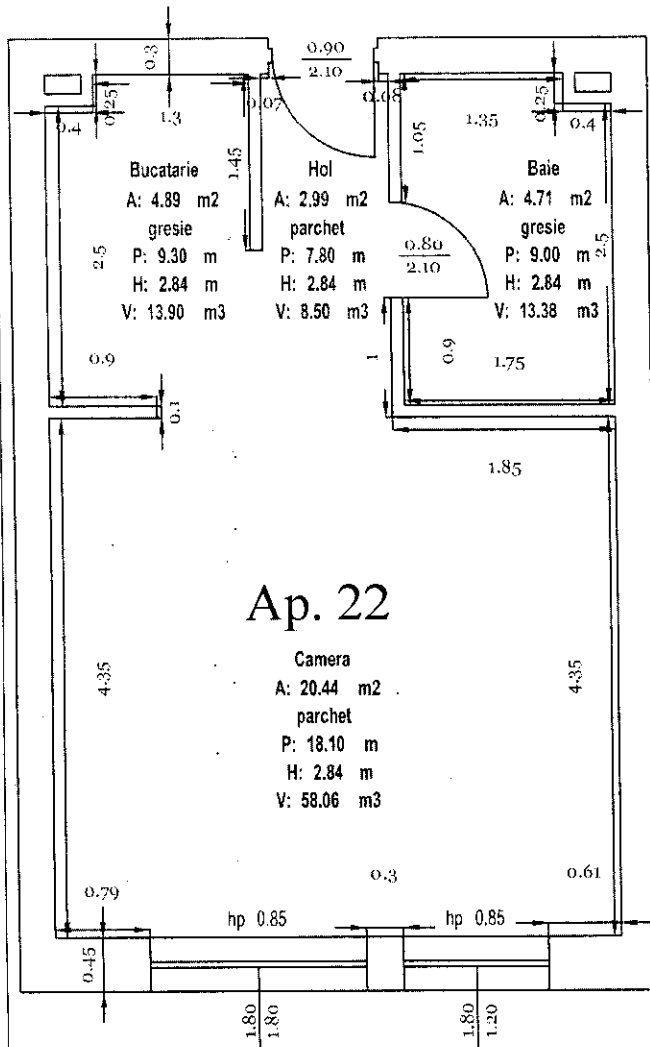 0.90
2.10
0.3
0.25
0.4
1.3
0.07
0.08
1.35
0.25
0.4
1.45
1.05
Bucatarie
A: 4.89 m2
gresie
P: 9.30 m
H: 2.84 m
V: 13.90 m3
Hol
A: 2.99 m2
parchet
P: 7.80 m
H: 2.84 m
V: 8.50 m3
Baie
A: 4.71 m2
gresie
P: 9.00 m
H: 2.84 m
V: 13.38 m3
0.80
2.10
2.5
2.5
0.9
0.1
1
0.9
1.75
1.85
Ap. 22
4.35
4.35
Camera
A: 20.44 m2
parchet
P: 18.10 m
H: 2.84 m
V: 58.06 m3
0.79
0.3
0.61
hp 0.85
hp 0.85
0.45
1.80
1.80
1.80
1.20